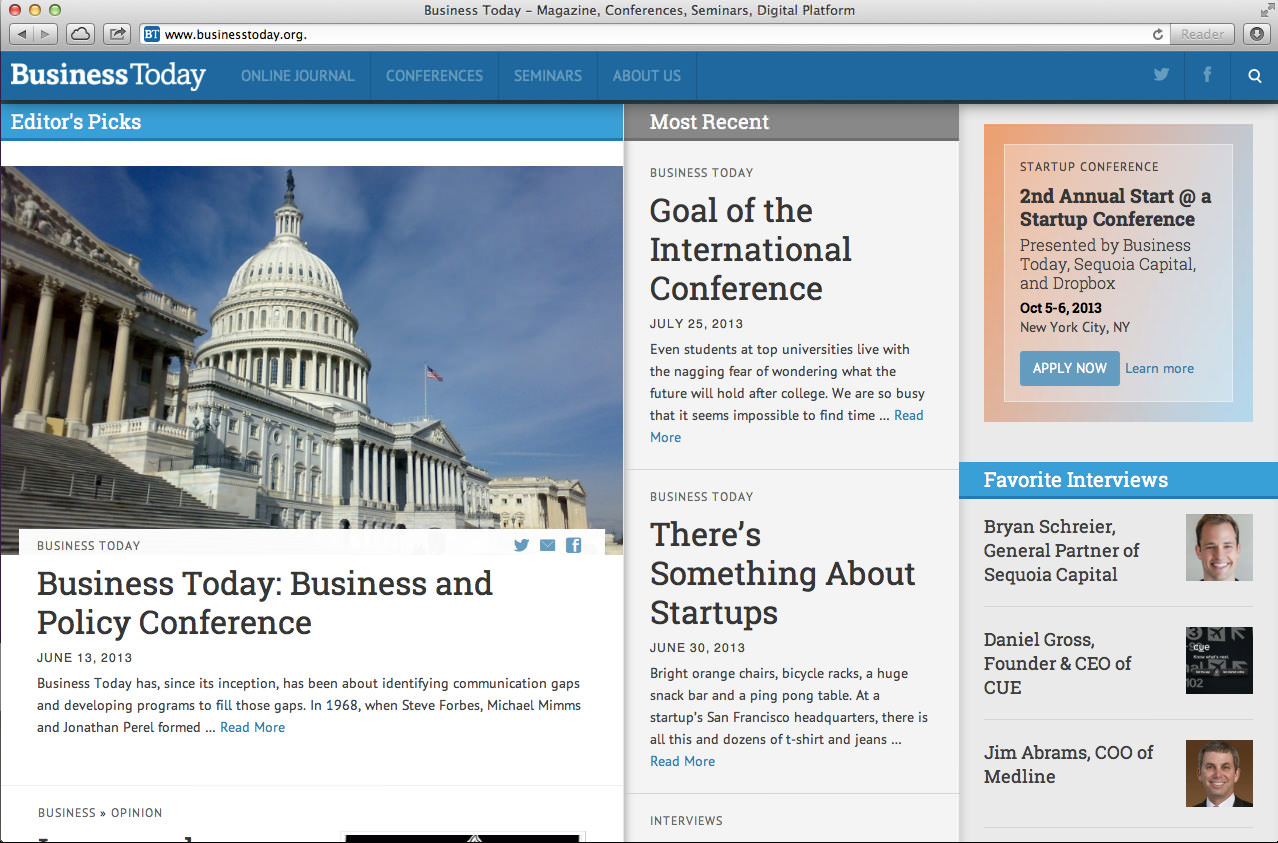 Business Today – Magazine, Conferences, Seminars, Digital Platform
BT www.businesstoday.org.
Reader
BusinessToday
ONLINE JOURNAL
CONFERENCES
SEMINARS
ABOUT US
Editor's Picks
BUSINESS TODAY
Business Today: Business and
Policy Conference
JUNE 13, 2013
Business Today has, since its inception, has been about identifying communication gaps
and developing programs to fill those gaps. In 1968, when Steve Forbes, Michael Mimms
and Jonathan Perel formed ... Read More
BUSINESS » OPINION
Most Recent
BUSINESS TODAY
Goal of the
International
Conference
JULY 25, 2013
Even students at top universities live with
the nagging fear of wondering what the
future will hold after college. We are so busy
that it seems impossible to find time ... Read
More
BUSINESS TODAY
There’s
Something About
Startups
JUNE 30, 2013
Bright orange chairs, bicycle racks, a huge
snack bar and a ping pong table. At a
startup’s San Francisco headquarters, there is
all this and dozens of t-shirt and jeans ...
Read More
INTERVIEWS
STARTUP CONFERENCE
2nd Annual Start @ a
Startup Conference
Presented by Business
Today, Sequoia Capital,
and Dropbox
Oct 5-6, 2013
New York City, NY
APPLY NOW
Learn more
Favorite Interviews
Bryan Schreier,
General Partner of
Sequoia Capital
Daniel Gross,
Founder & CEO of
CUE
cue
Know what's next.
Jim Abrams, COO of
Medline